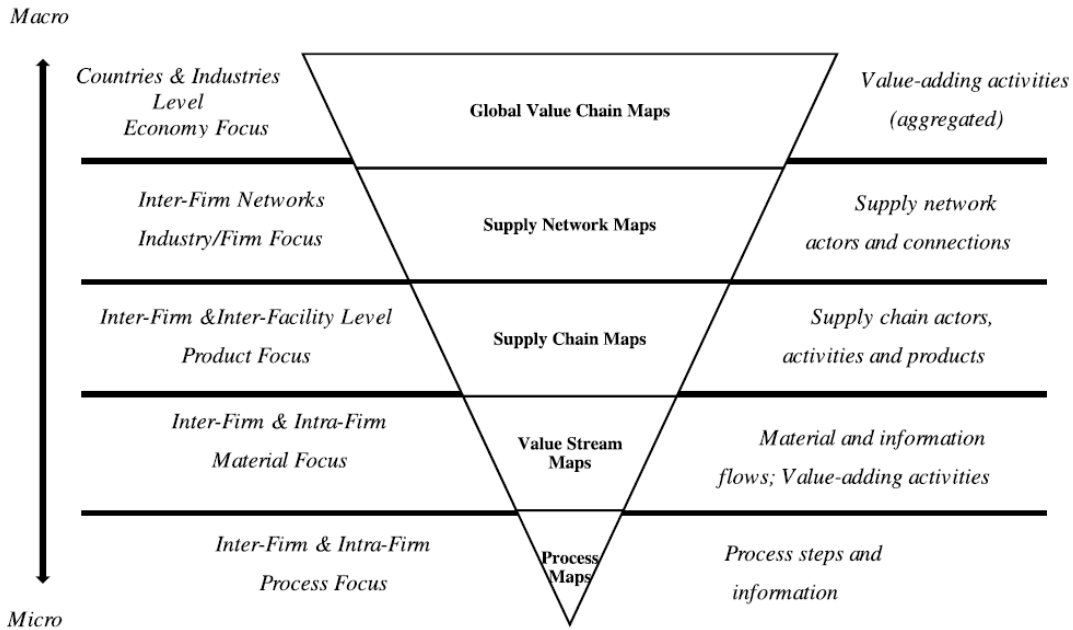 Macro
Countries & Industries
Level
Economy Focus
Global Value Chain Maps
Value-adding activities
(aggregated)
Inter-Firm Networks
Industry/Firm Focus
Supply Network Maps
Supply network
actors and connections
Inter-Firm &Inter-Facility Level
Product Focus
Supply Chain Maps
Supply chain actors,
activities and products
Inter-Firm & Intra-Firm
Material Focus
Value Stream
Maps
Material and information
flows; Value-adding activities
Inter-Firm & Intra-Firm
Process Focus
Process
Maps
Process steps and
information
Micro